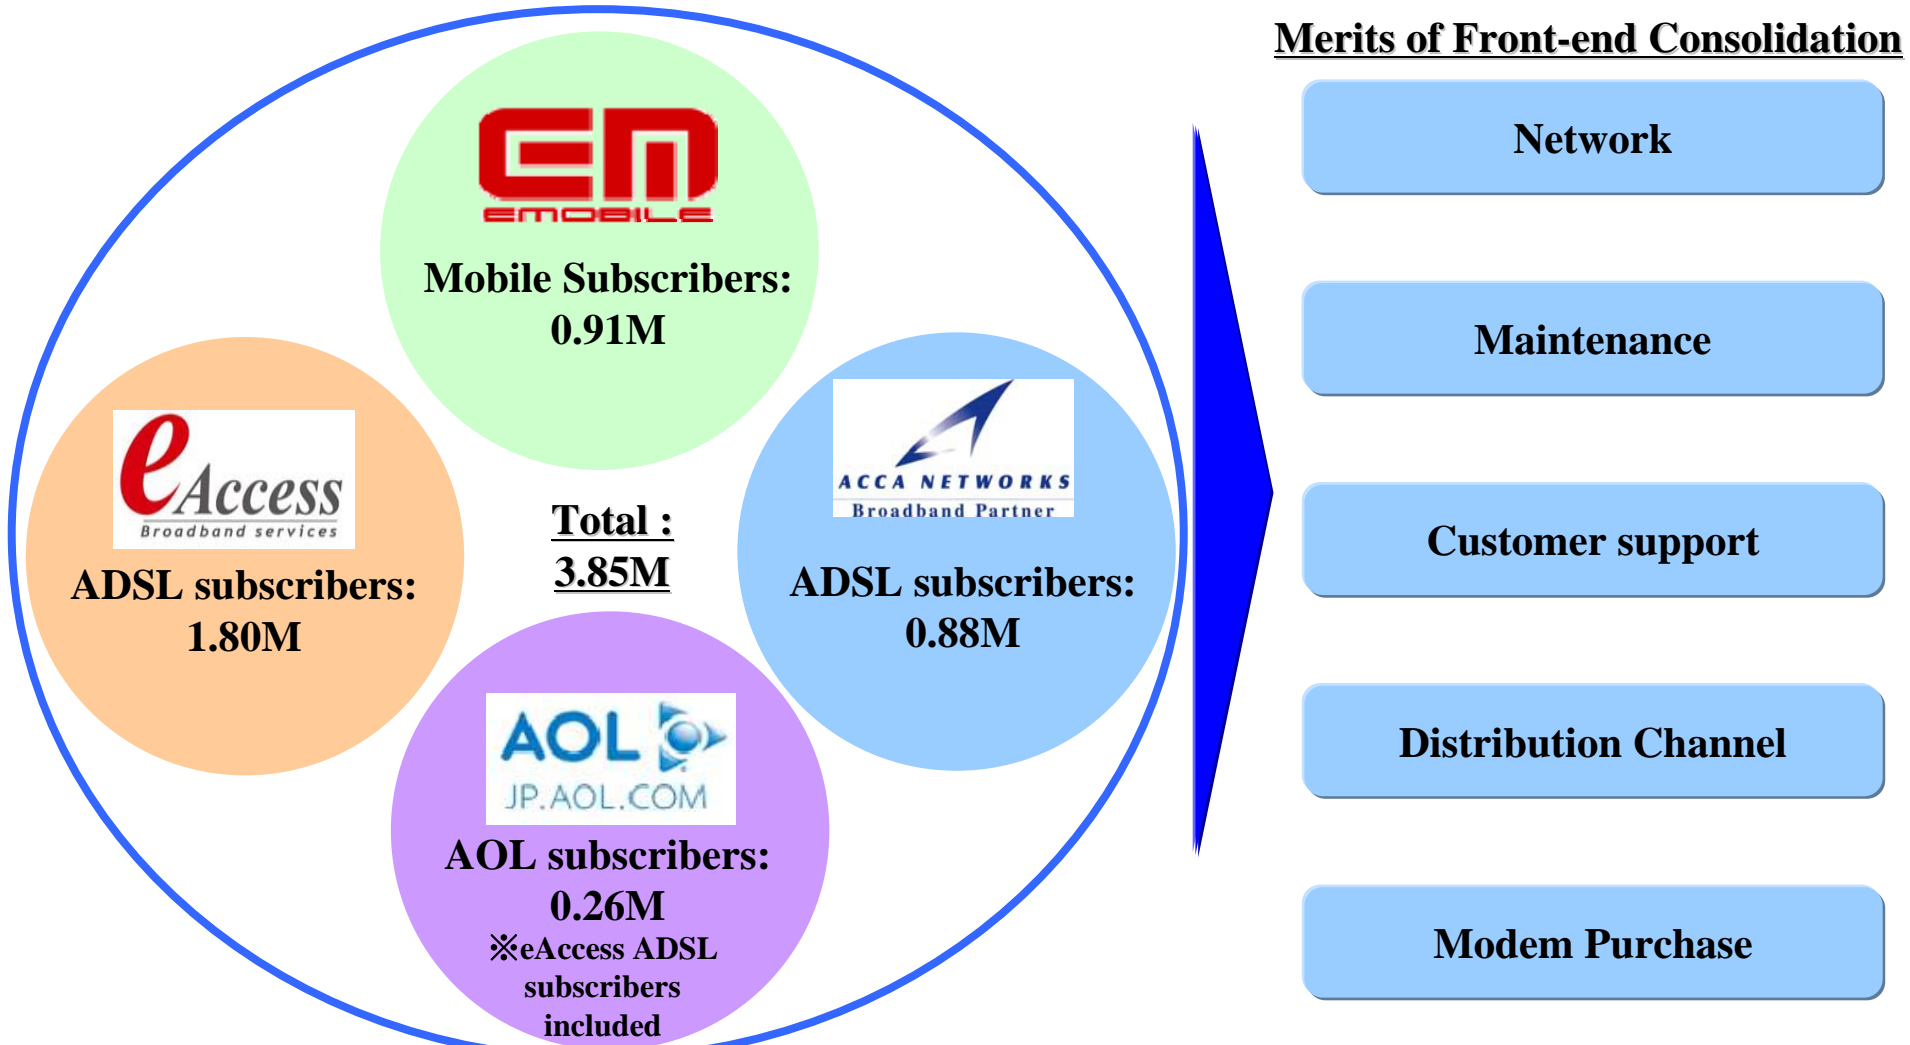 Merits of Front-end Consolidation
EMOBILE
Mobile Subscribers:
0.91M
eAccess
Broadband services
ADSL subscribers:
1.80M
Total :
3.85M
ACCA NETWORKS
Broadband Partner
ADSL subscribers:
0.88M
AOL
JP.AOL.COM
AOL subscribers:
0.26M
※eAccess ADSL
subscribers
included
Network
Maintenance
Customer support
Distribution Channel
Modem Purchase